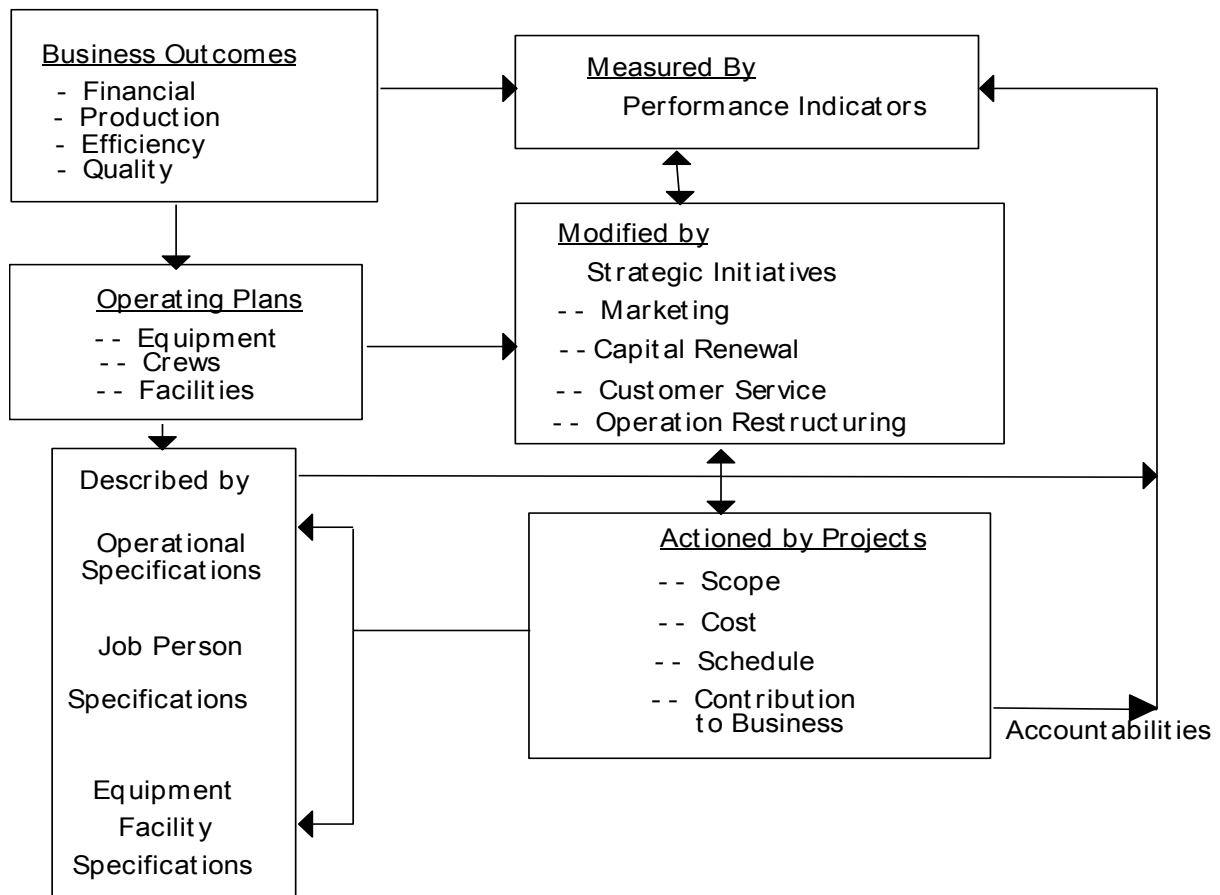 Business Outcomes
- Financial
- Production
- Efficiency
- Quality
Measured By
Performance Indicators
Operating Plans
-- Equipment
-- Crews
-- Facilities
Modified by
Strategic Initiatives
-- Marketing
-- Capital Renewal
-- Customer Service
-- Operation Restructuring
Described by
Operational
Specifications
Job Person
Specifications
Equipment
Facility
Specifications
Actioned by Projects
-- Scope
-- Cost
-- Schedule
-- Contribution
to Business
Accountabilities